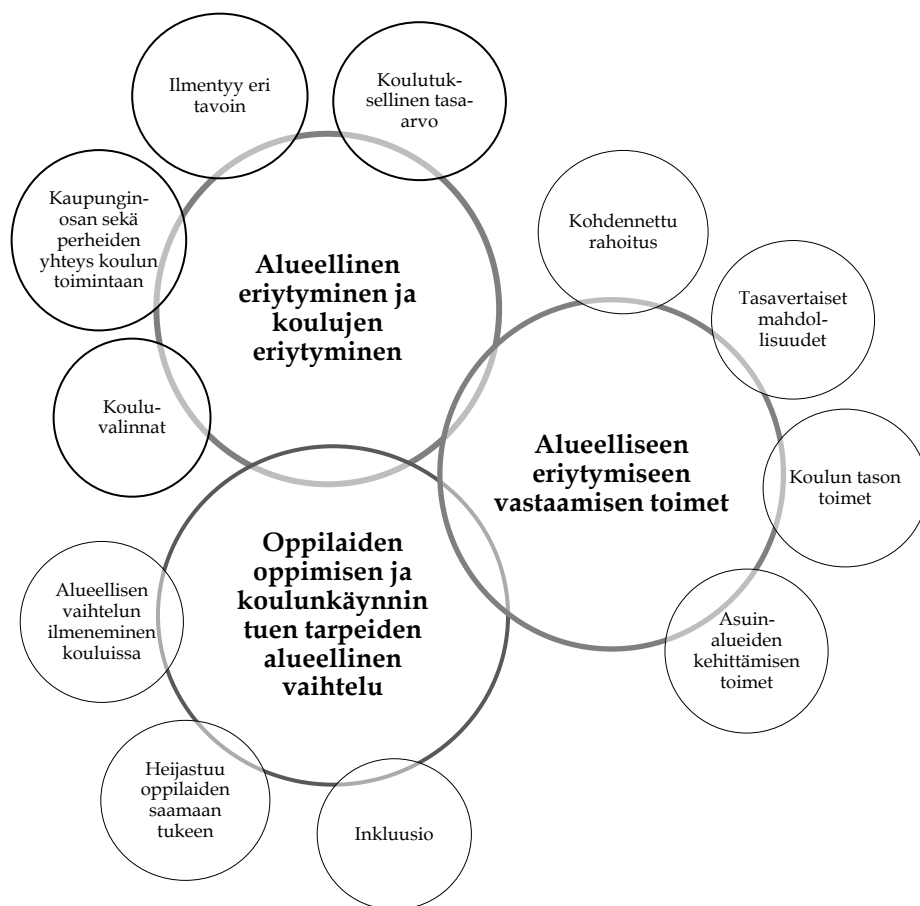 Ilmentyy eri
tavoin
Koulutuk-
sellinen tasa-
arvo
Kaupungin-
osan sekä
perheiden
yhteys koulun
toimintaan
Koulu-
valinnat
Alueellinen
eriytyminen ja
koulujen
eriytyminen
Kohdennettu
rahoitus
Tasavertaiset
mahdol-
lisuudet
Koulun tason
toimet
Asuin-
alueiden
kehittämisen
toimet
Alueelliseen
eriytymiseen
vastaamisen toimet
Oppilaiden
oppimisen ja
koulunkäynnin
tuen tarpeiden
alueellinen
vaihtelu
Alueellisen
vaihtelun
ilmeneminen
kouluissa
Heijastuu
oppilaiden
saamaan
tukeen
Inkluusio